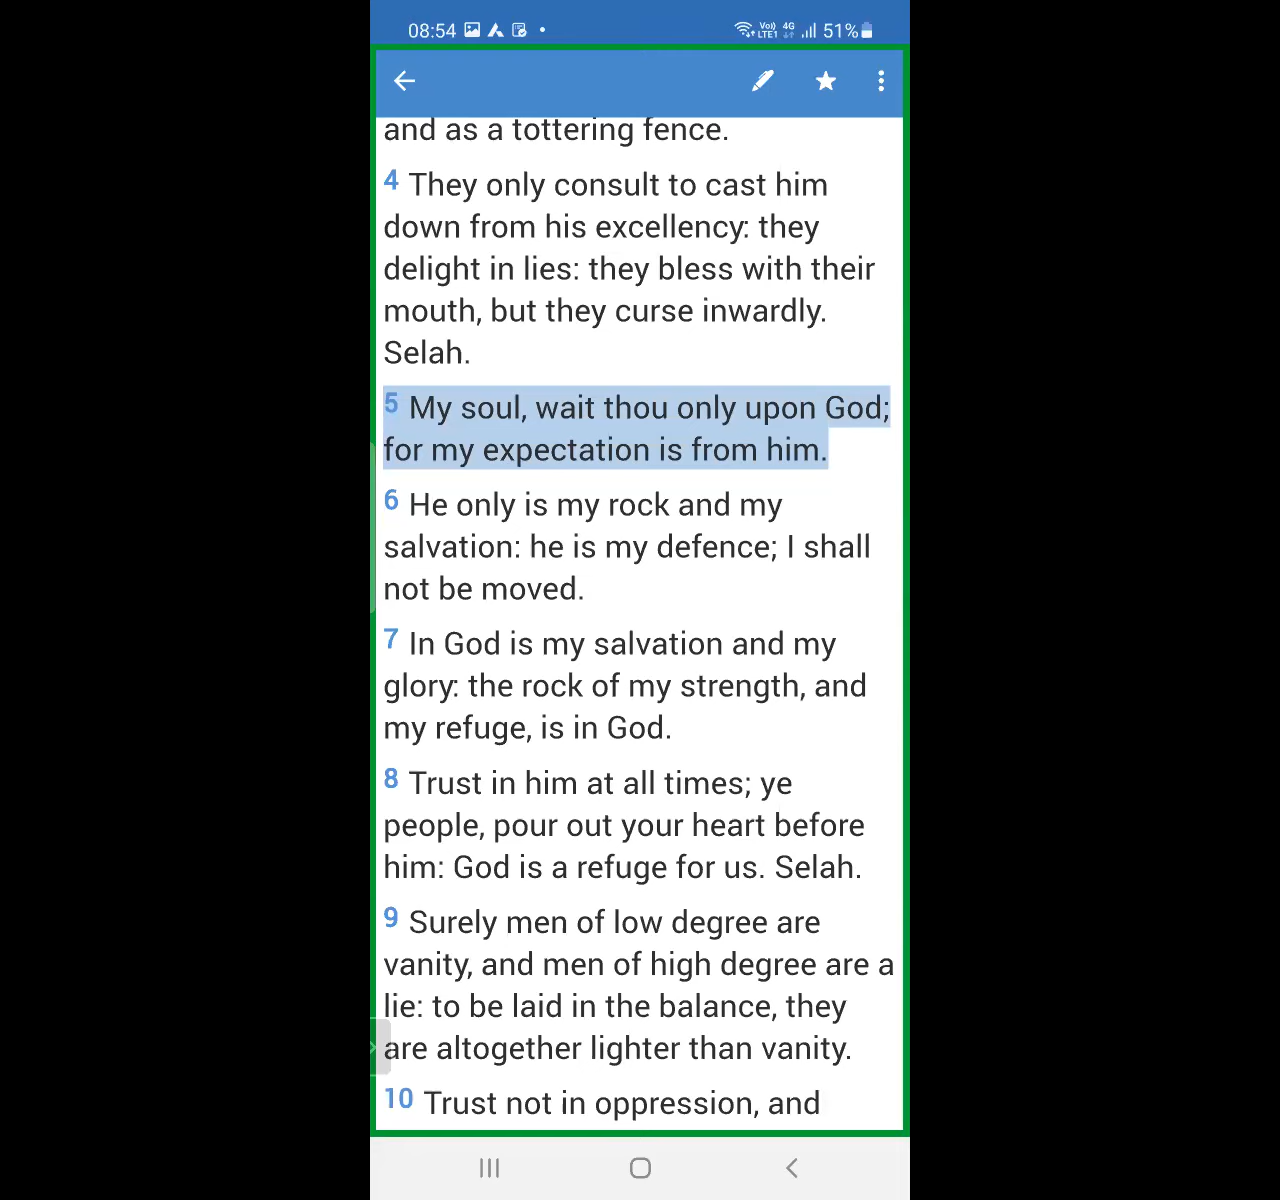 08:54 VoLTE1 4G 51%
and as a tottering fence.
4 They only consult to cast him
down from his excellency: they
delight in lies: they bless with their
mouth, but they curse inwardly.
Selah.
5 My soul, wait thou only upon God;
for my expectation is from him.
6 He only is my rock and my
salvation: he is my defence; I shall
not be moved.
7 In God is my salvation and my
glory: the rock of my strength, and
my refuge, is in God.
8 Trust in him at all times; ye
people, pour out your heart before
him: God is a refuge for us. Selah.
9 Surely men of low degree are
vanity, and men of high degree are a
lie: to be laid in the balance, they
are altogether lighter than vanity.
10 Trust not in oppression, and